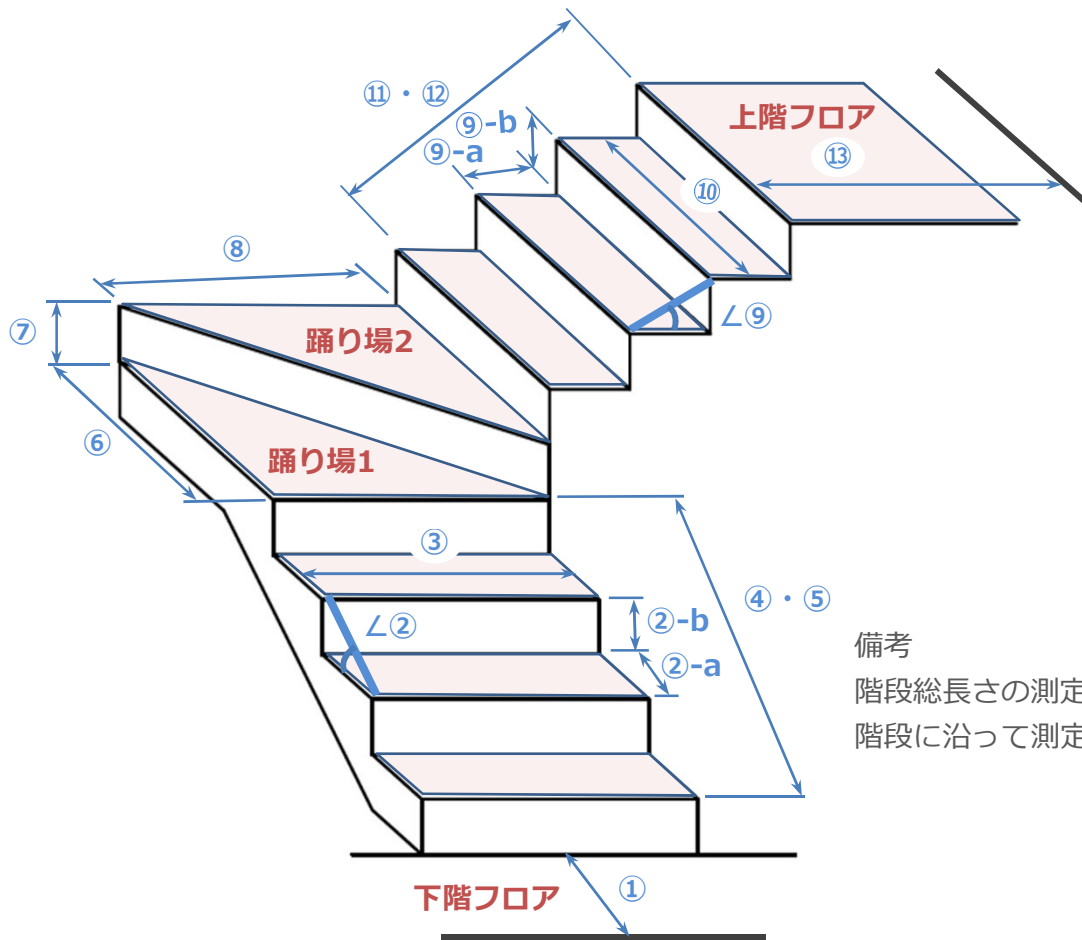 ⑪・⑫
⑨-b
⑨-a
上階フロア
⑬
⑩
⑧
∠⑨
⑦
踊り場2
⑥
踊り場1
③
④・⑤
∠②
②-b
②-a
備考
階段総長さの測定
階段に沿って測定
①
下階フロア